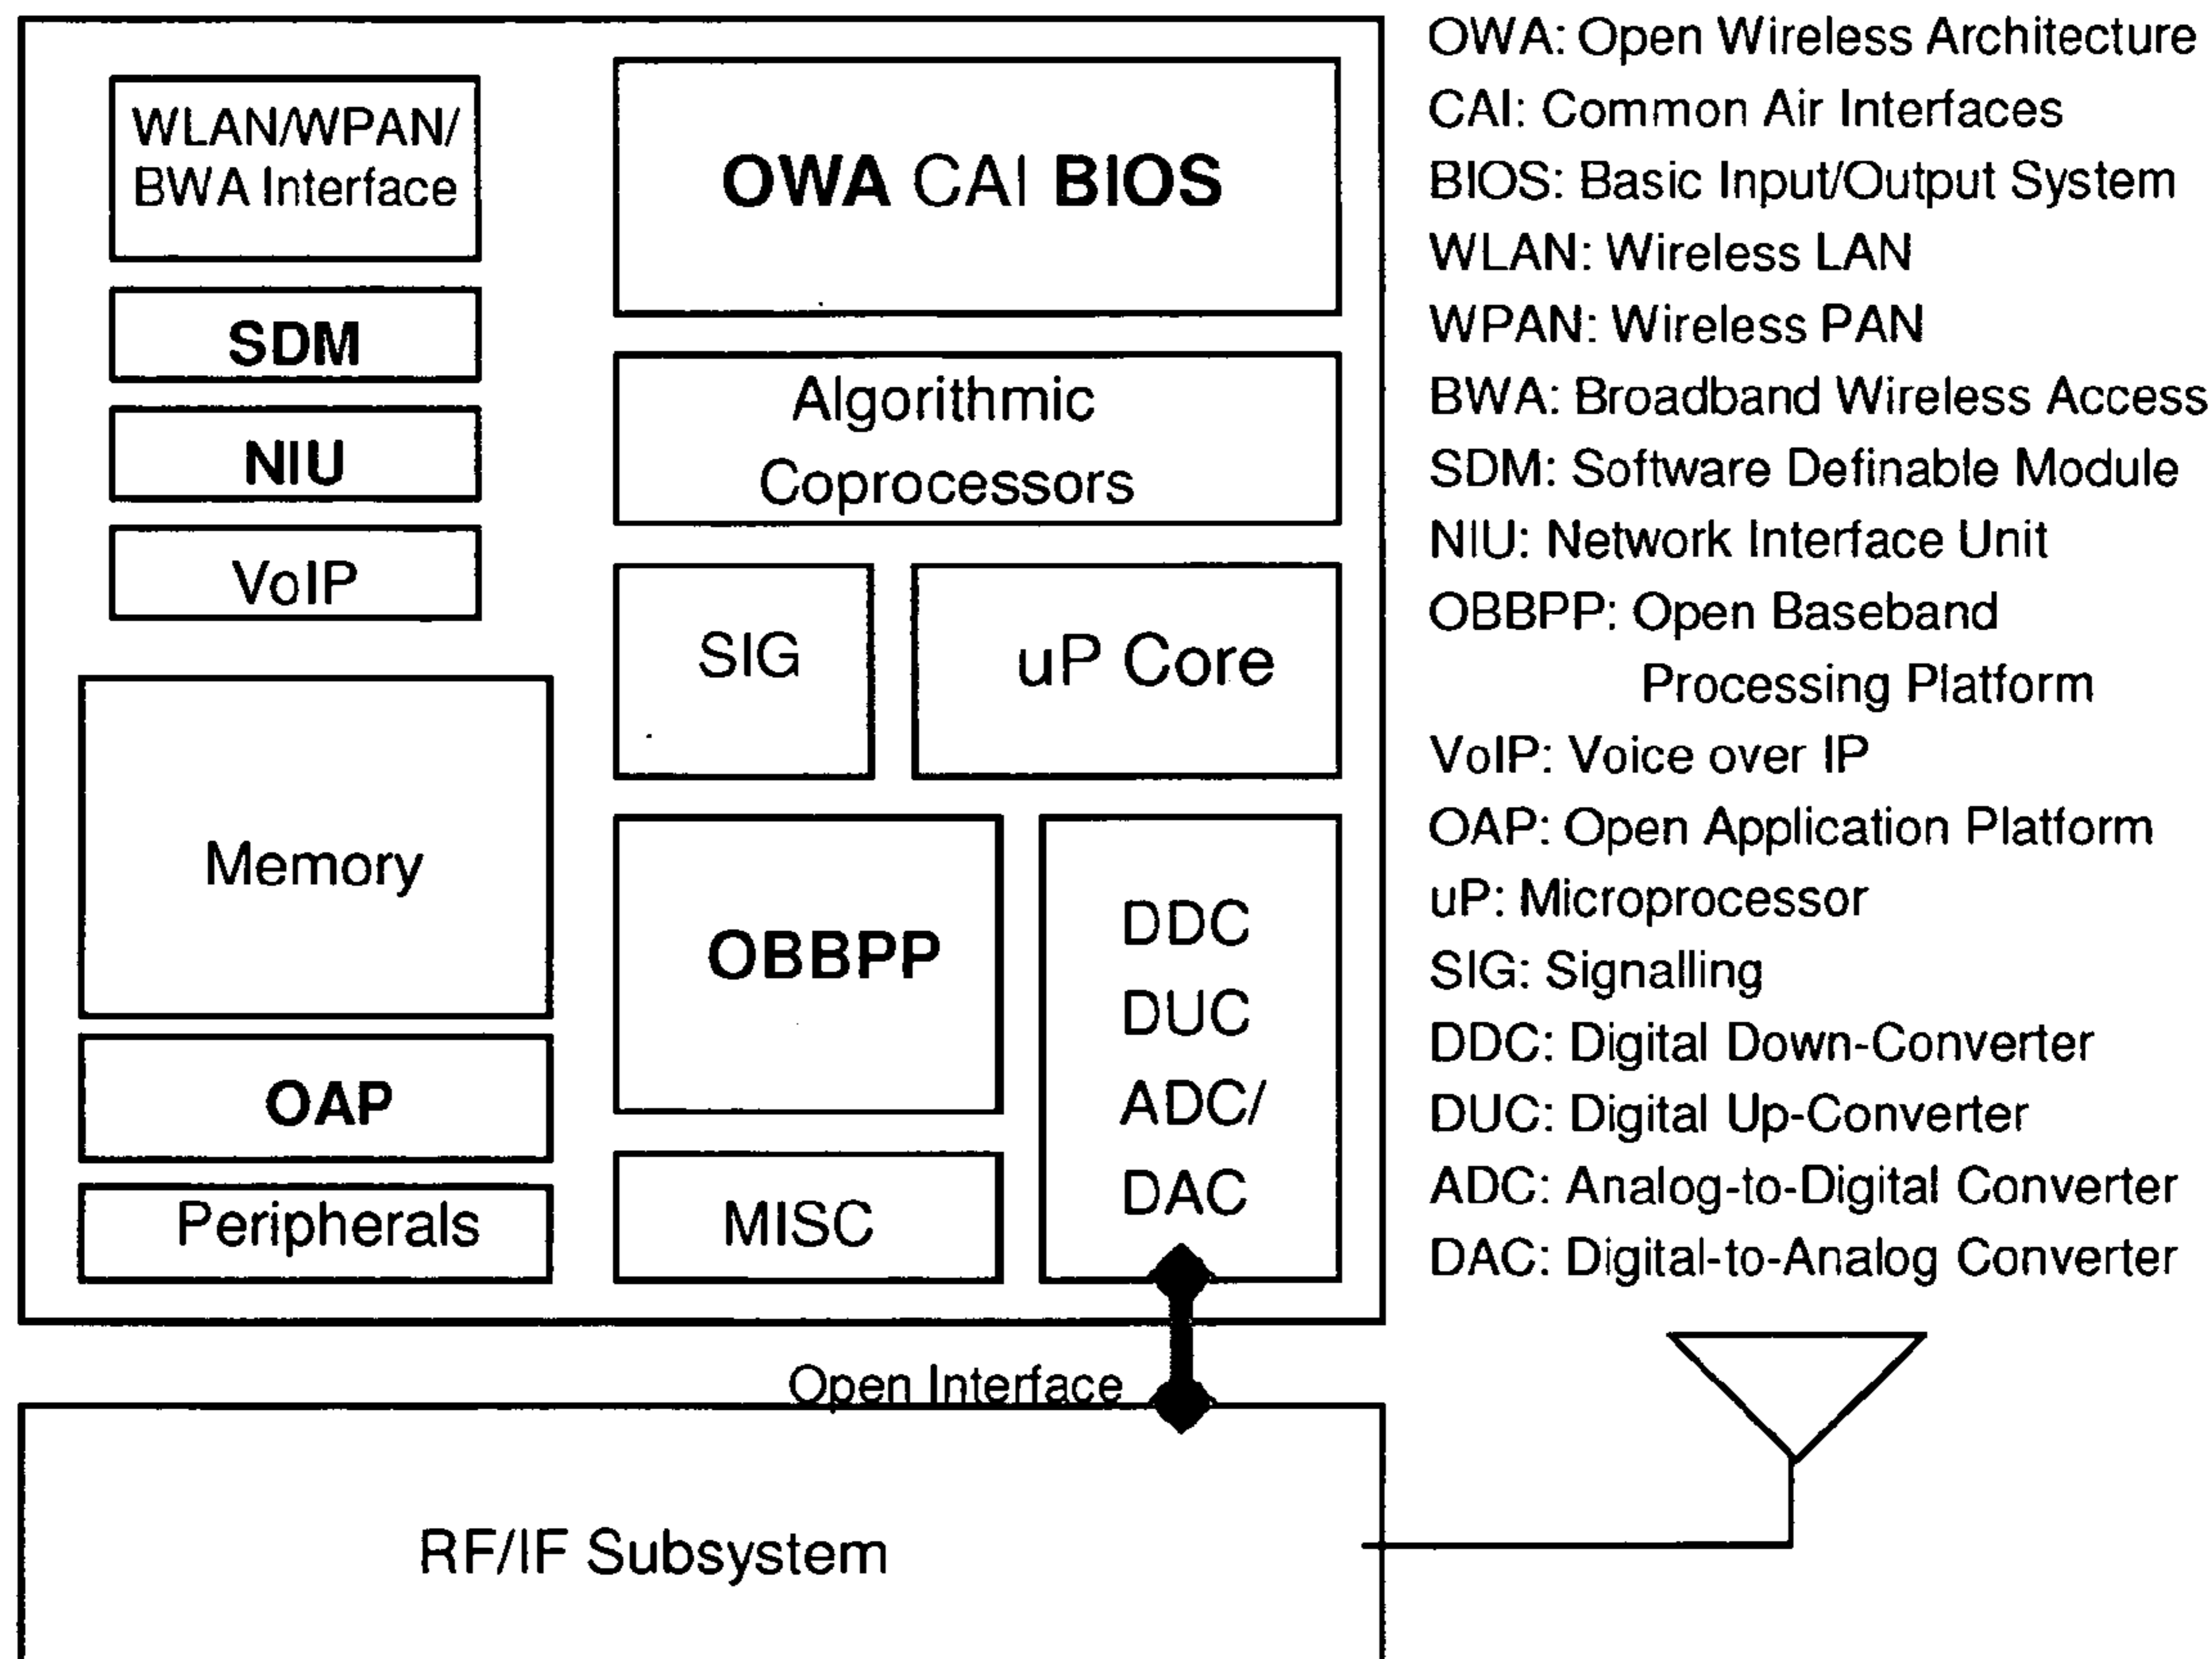 WLAN/WPAN/
BWA Interface
SDM
NIU
VoIP
Memory
OAP
Peripherals
OWA CAI BIOS
Algorithmic
Coprocessors
SIG
uP Core
OBBPP
MISC
DDC
DUC
ADC/
DAC
Open Interface
RF/IF Subsystem
OWA: Open Wireless Architecture
CAI: Common Air Interfaces
BIOS: Basic Input/Output System
WLAN: Wireless LAN
WPAN: Wireless PAN
BWA: Broadband Wireless Access
SDM: Software Definable Module
NIU: Network Interface Unit
OBBPP: Open Baseband
Processing Platform
VoIP: Voice over IP
OAP: Open Application Platform
uP: Microprocessor
SIG: Signalling
DDC: Digital Down-Converter
DUC: Digital Up-Converter
ADC: Analog-to-Digital Converter
DAC: Digital-to-Analog Converter